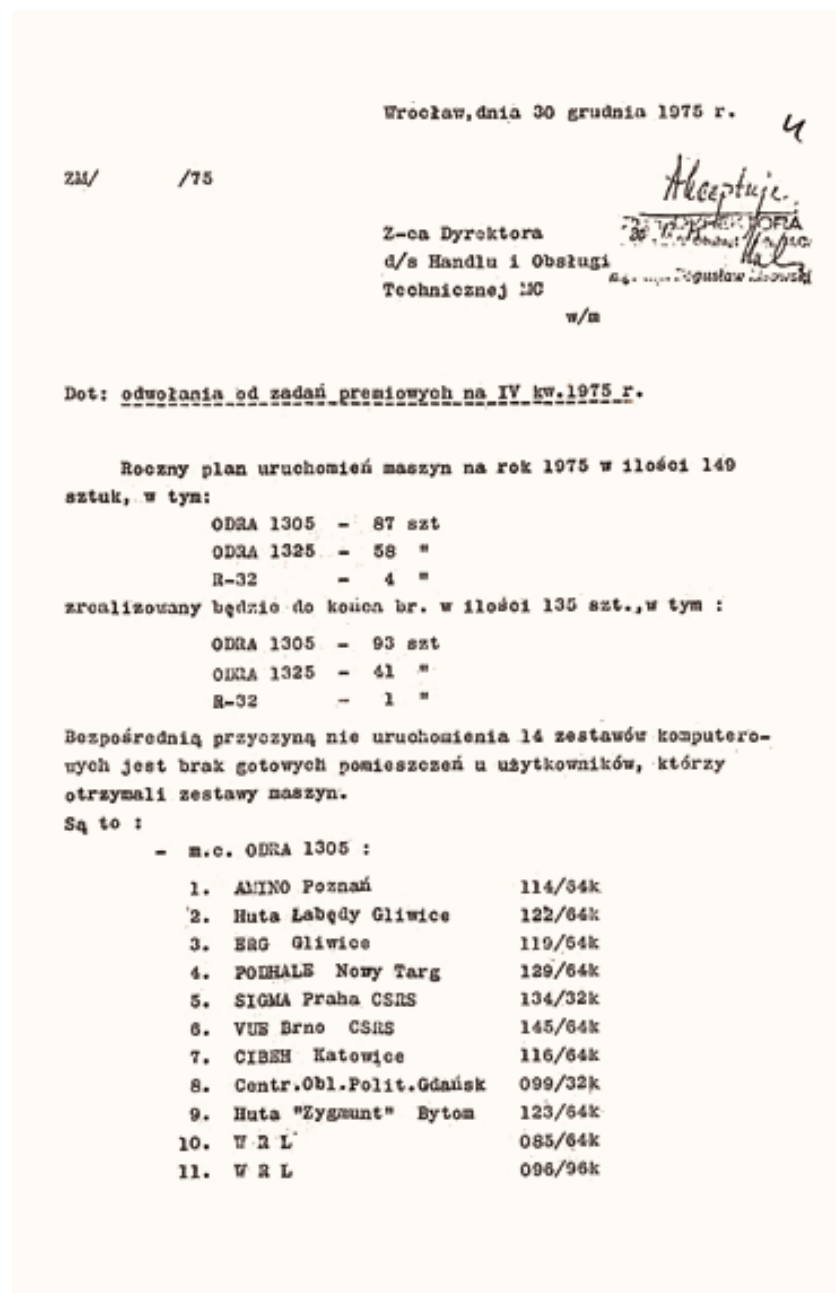 Wrocław,dnia 30 grudnia 1975 r.
4
ZM/ /75
Akceptuję.
Z-ca Dyrektora
d/s Handlu i Obsługi
Technicznej MC
w/m
Dot: odwołania od zadań premiowych na IV kw.1975 r.
Roczny plan uruchomień maszyn na rok 1975 w ilości 149
sztuk, w tym:
ODRA 1305 - 87 szt
ODRA 1325 - 58 "
R-32 - 4 "
zrealizowany będzie do końca br. w ilości 135 szt.,w tym :
ODRA 1305 - 93 szt
ODRA 1325 - 41 "
R-32 - 1 "
Bezpośrednią przyczyną nie uruchomienia 14 zestawów komputero-
wych jest brak gotowych pomieszczeń u użytkowników, którzy
otrzymali zestawy maszyn.
Są to :
- m.c. ODRA 1305 :
1. AMINO Poznań 114/64k
2. Huta Łabędy Gliwice 122/64k
3. ERG Gliwice 119/64k
4. PODHALE Nowy Targ 129/64k
5. SIGMA Praha CSRS 134/32k
6. VUE Brno CSRS 145/64k
7. CIBEH Katowice 116/64k
8. Centr.Obl.Polit.Gdańsk 099/32k
9. Huta "Zygmunt" Bytom 123/64k
10. W R L 085/64k
11. W R L 096/96k